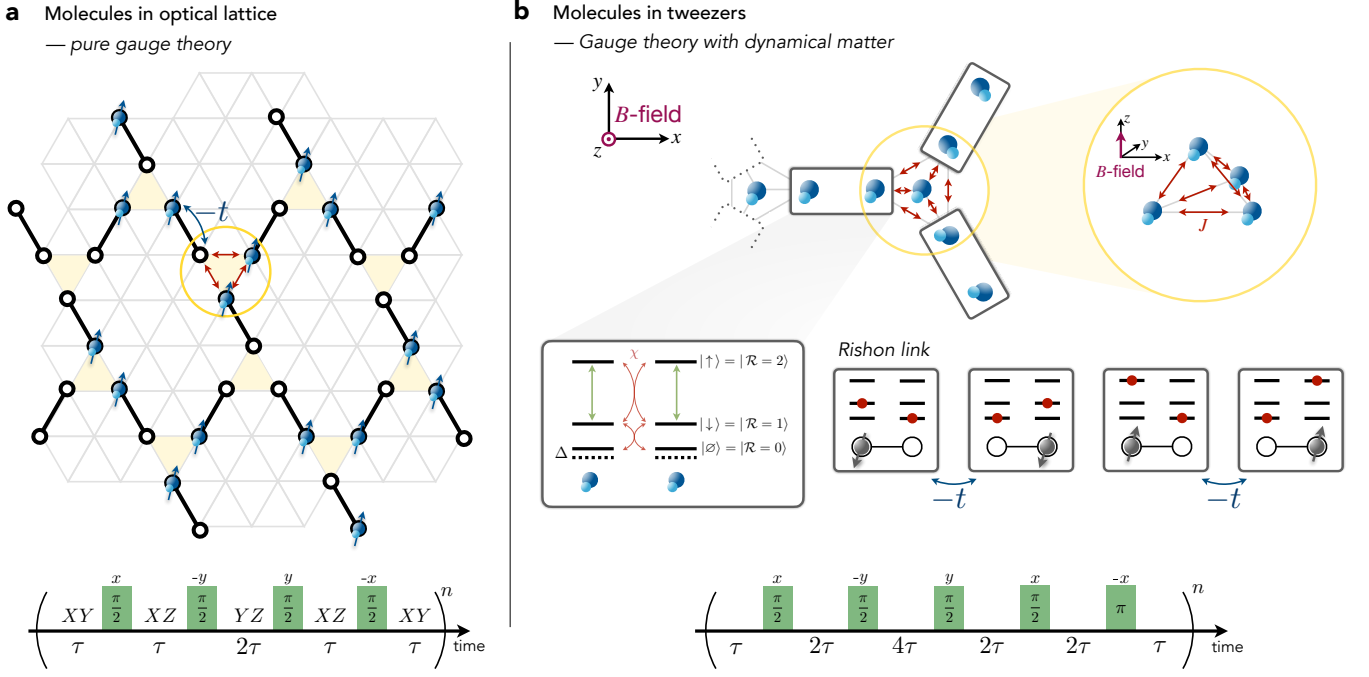 a Molecules in optical lattice
— pure gauge theory
−t
x -y y -x
XY π/2 XZ π/2 YZ π/2 XZ π/2 XY n
τ τ 2τ τ τ time
b Molecules in tweezers
— Gauge theory with dynamical matter
y
B-field
z x
z
y
x
B-field
J
χ
|↑⟩ = |R = 2⟩
|↓⟩ = |R = 1⟩
Δ |∅⟩ = |R = 0⟩
Rishon link
−t −t
x -y y x -x
π/2 π/2 π/2 π/2 π n
τ 2τ 4τ 2τ 2τ τ time